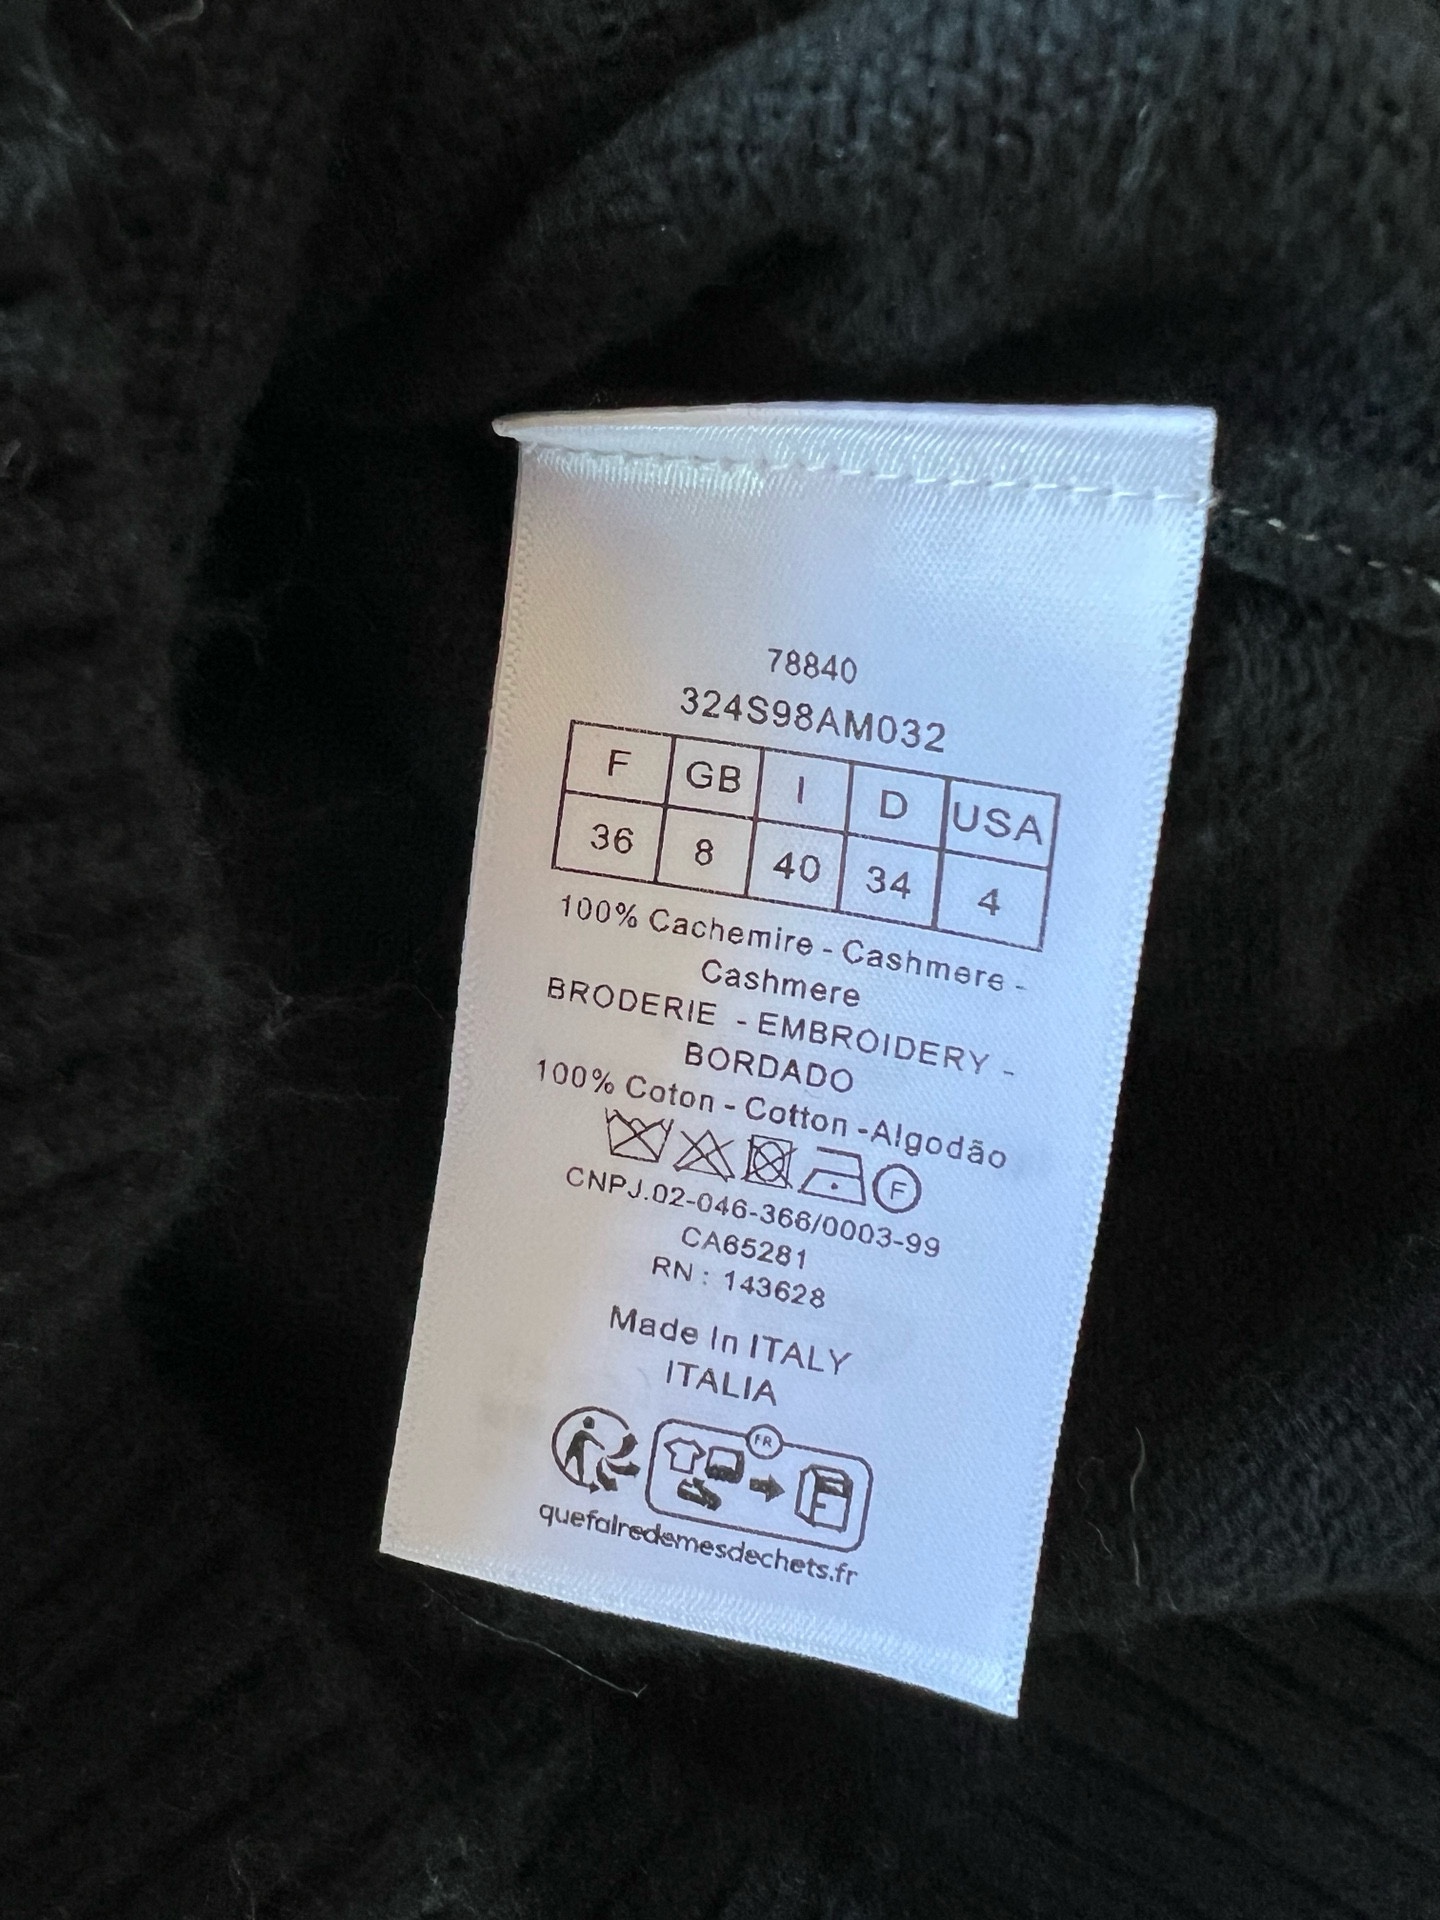 78840
324S98AM032
F GB I D USA
36 8 40 34 4
100% Cachemire - Cashmere -
Cashmere
BRODERIE - EMBROIDERY -
BORDADO
100% Coton - Cotton -Algodão
F
CNPJ.02-046-366/0003-99
CA65281
RN : 143628
Made In ITALY
ITALIA
FR
quefairedemesdechets.fr